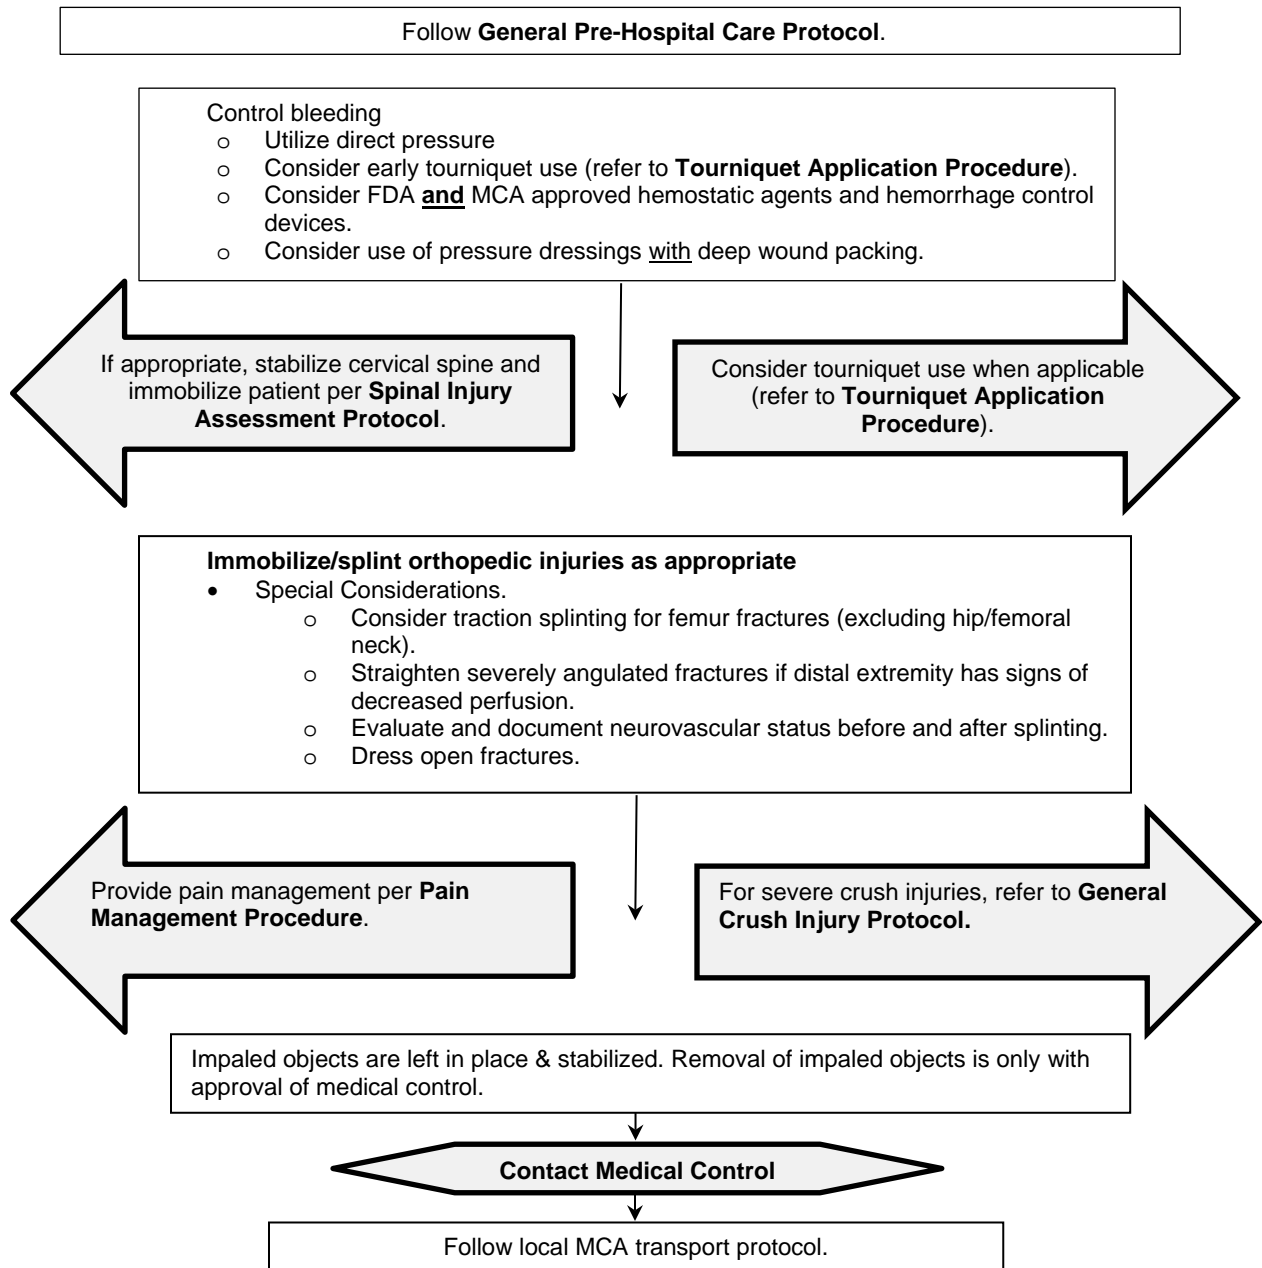 Follow General Pre-Hospital Care Protocol.
Control bleeding
o Utilize direct pressure
o Consider early tourniquet use (refer to Tourniquet Application Procedure).
o Consider FDA and MCA approved hemostatic agents and hemorrhage control
devices.
o Consider use of pressure dressings with deep wound packing.
If appropriate, stabilize cervical spine and
immobilize patient per Spinal Injury
Assessment Protocol.
Consider tourniquet use when applicable
(refer to Tourniquet Application
Procedure).
Immobilize/splint orthopedic injuries as appropriate
• Special Considerations.
o Consider traction splinting for femur fractures (excluding hip/femoral
neck).
o Straighten severely angulated fractures if distal extremity has signs of
decreased perfusion.
o Evaluate and document neurovascular status before and after splinting.
o Dress open fractures.
Provide pain management per Pain
Management Procedure.
For severe crush injuries, refer to General
Crush Injury Protocol.
Impaled objects are left in place & stabilized. Removal of impaled objects is only with
approval of medical control.
Contact Medical Control
Follow local MCA transport protocol.